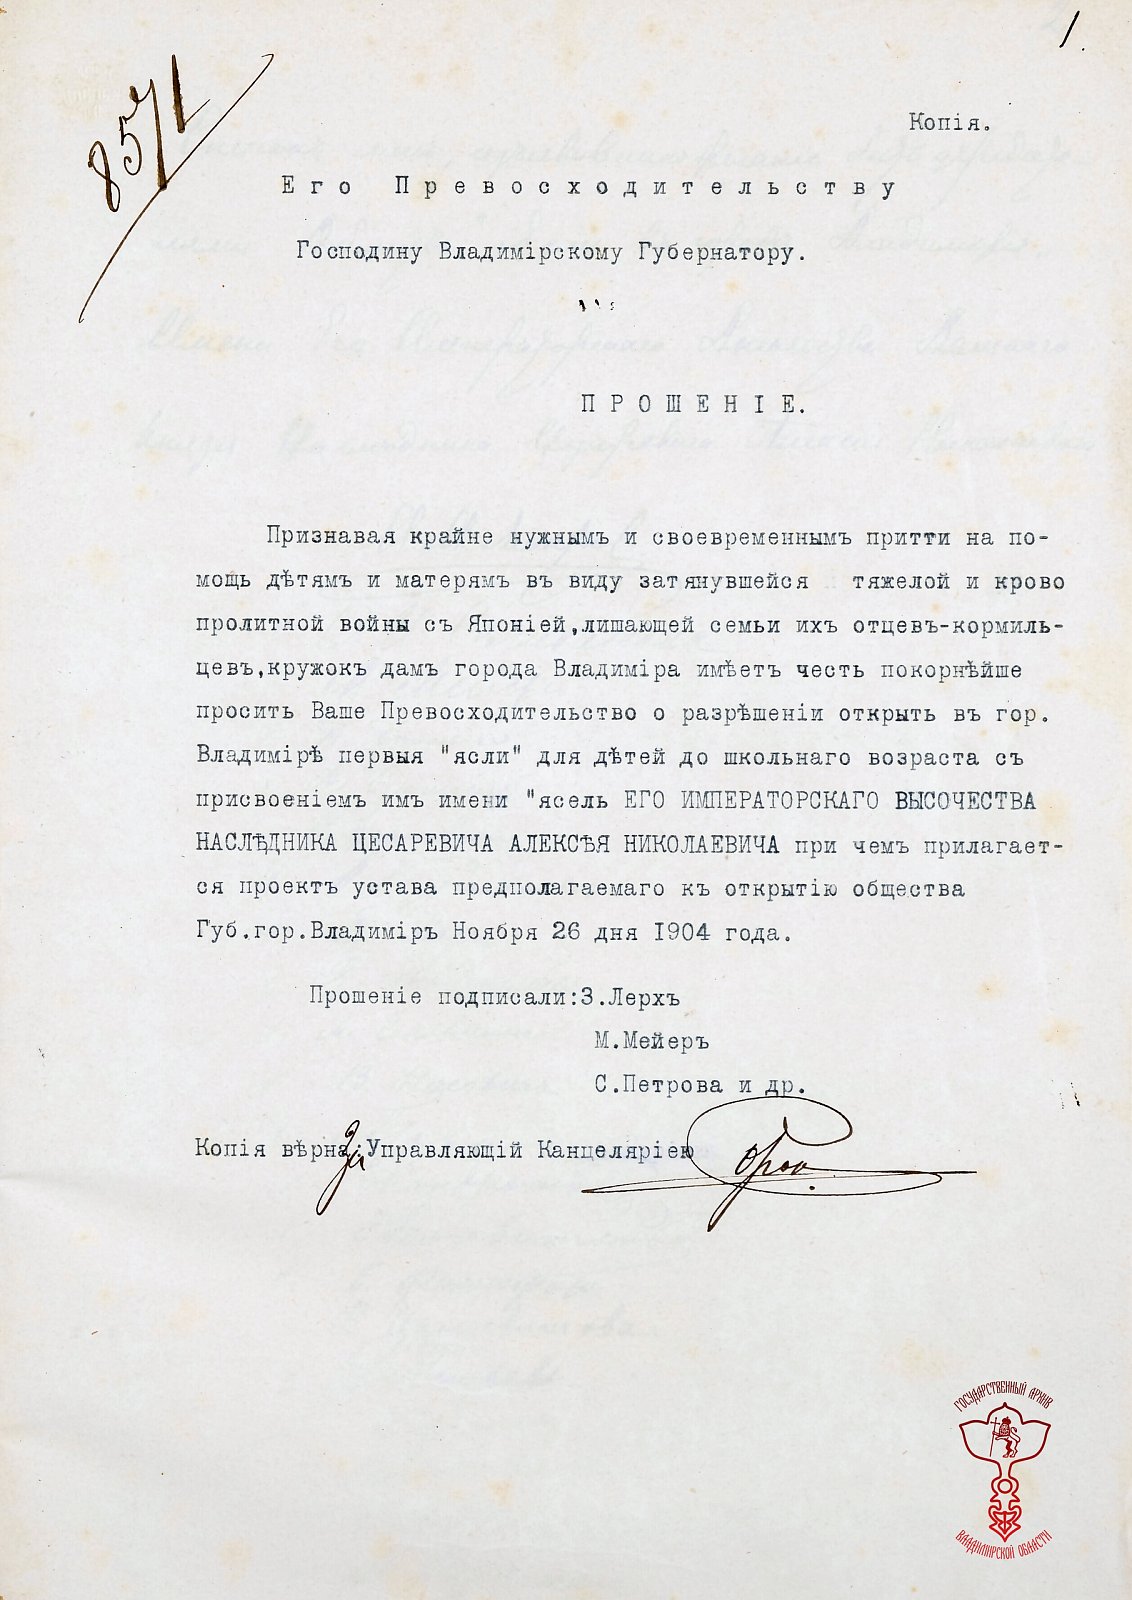 1.
8571
Копія.
Его Превосходительству
Господину Владимірскому Губернатору.
ПРОШЕНІЕ.
Признавая крайне нужнымъ и своевременнымъ притти на по-
мощь дѣтямъ и матерямъ въ виду затянувшейся тяжелой и крово
пролитной войны съ Японіей,лишающей семьи ихъ отцевъ-кормиль-
цевъ,кружокъ дамъ города Владиміра имѣетъ честь покорнѣйше
просить Ваше Превосходительство о разрѣшеніи открыть въ гор.
Владимірѣ первыя "ясли" для дѣтей до школьнаго возраста съ
присвоеніемъ имъ имени "ясель ЕГО ИМПЕРАТОРСКАГО ВЫСОЧЕСТВА
НАСЛѢДНИКА ЦЕСАРЕВИЧА АЛЕКСѢЯ НИКОЛАЕВИЧА при чемъ прилагает-
ся проектъ устава предполагаемаго къ открытію общества
Губ.гор.Владиміръ Ноября 26 дня 1904 года.
Прошеніе подписали:З.Лерхъ
М.Мейеръ
С.Петрова и др.
Копія вѣрна: За Управляющій Канцеляріею
ГОСУДАРСТВЕННЫЙ АРХИВ
ВЛАДИМИРСКОЙ ОБЛАСТИ